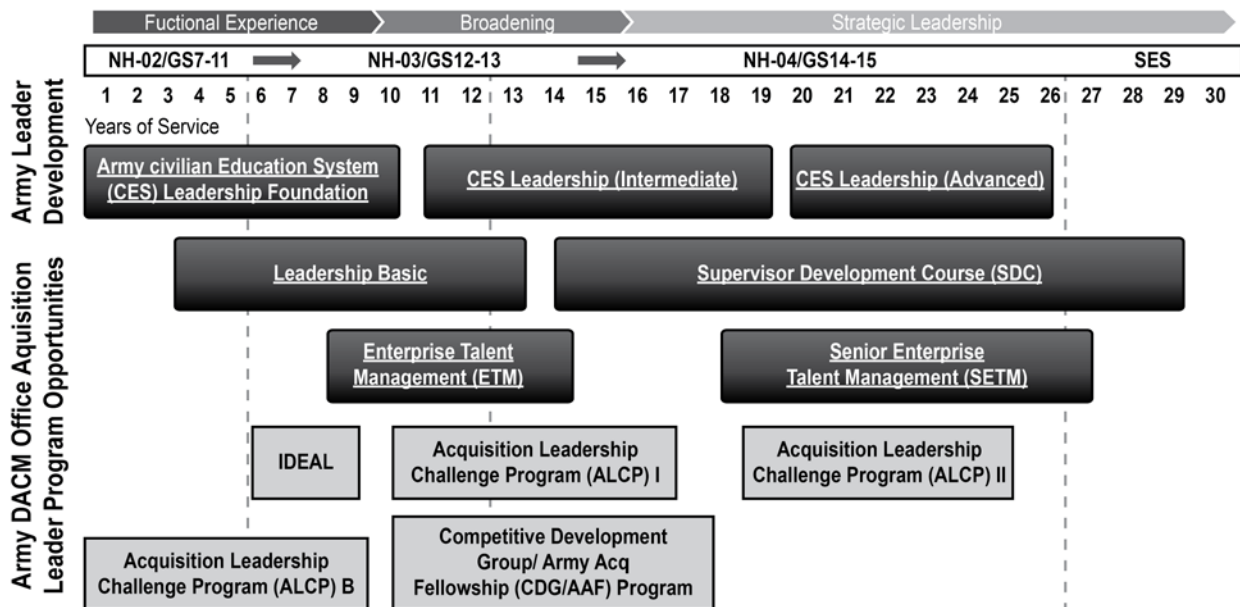 Fuctional Experience
Broadening
Strategic Leadership
NH-02/GS7-11
NH-03/GS12-13
NH-04/GS14-15
SES
1 2 3 4 5 6 7 8 9 10 11 12 13 14 15 16 17 18 19 20 21 22 23 24 25 26 27 28 29 30
Years of Service
Army Leader
Development
Army civilian Education System
(CES) Leadership Foundation
CES Leadership (Intermediate)
CES Leadership (Advanced)
Army DACM Office Aquisition
Leader Program Opportunities
Leadership Basic
Supervisor Development Course (SDC)
Enterprise Talent
Management (ETM)
Senior Enterprise
Talent Management (SETM)
IDEAL
Acquisition Leadership
Challenge Program (ALCP) I
Acquisition Leadership
Challenge Program (ALCP) II
Acquisition Leadership
Challenge Program (ALCP) B
Competitive Development
Group/ Army Acq
Fellowship (CDG/AAF) Program